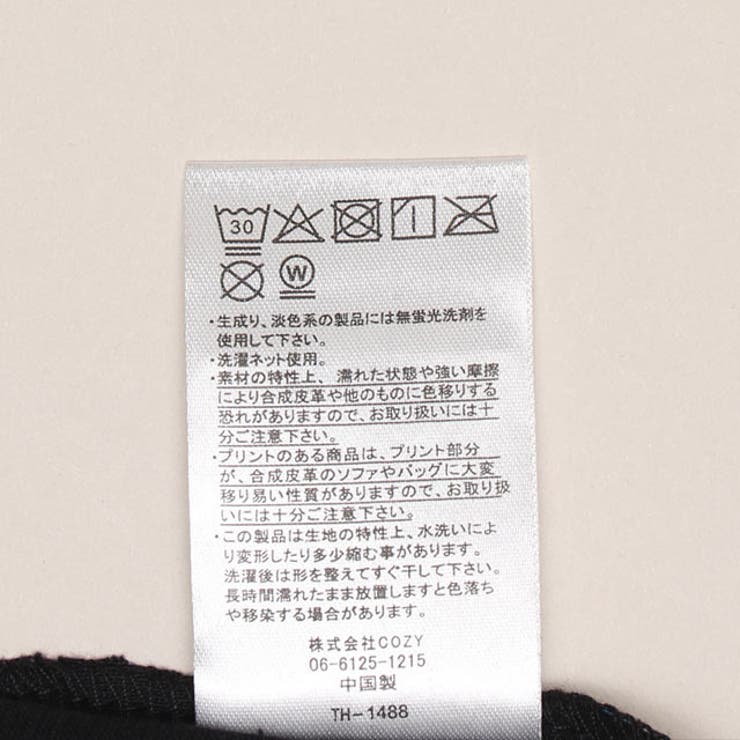 30
W
・生成り、淡色系の製品には無蛍光洗剤を
使用して下さい。
・洗濯ネット使用。
・素材の特性上、濡れた状態や強い摩擦
により合成皮革や他のものに色移りする
恐れがありますので、お取り扱いには十
分ご注意下さい。
・プリントのある商品は、プリント部分
が、合成皮革のソファやバッグに大変
移り易い性質がありますので、お取り扱
いには十分ご注意下さい。
・この製品は生地の特性上、水洗いによ
り変形したり多少縮む事があります。
洗濯後は形を整えてすぐ干して下さい。
長時間濡れたまま放置しますと色落ち
や移染する場合があります。
株式会社COZY
06-6125-1215
中国製
TH-1488